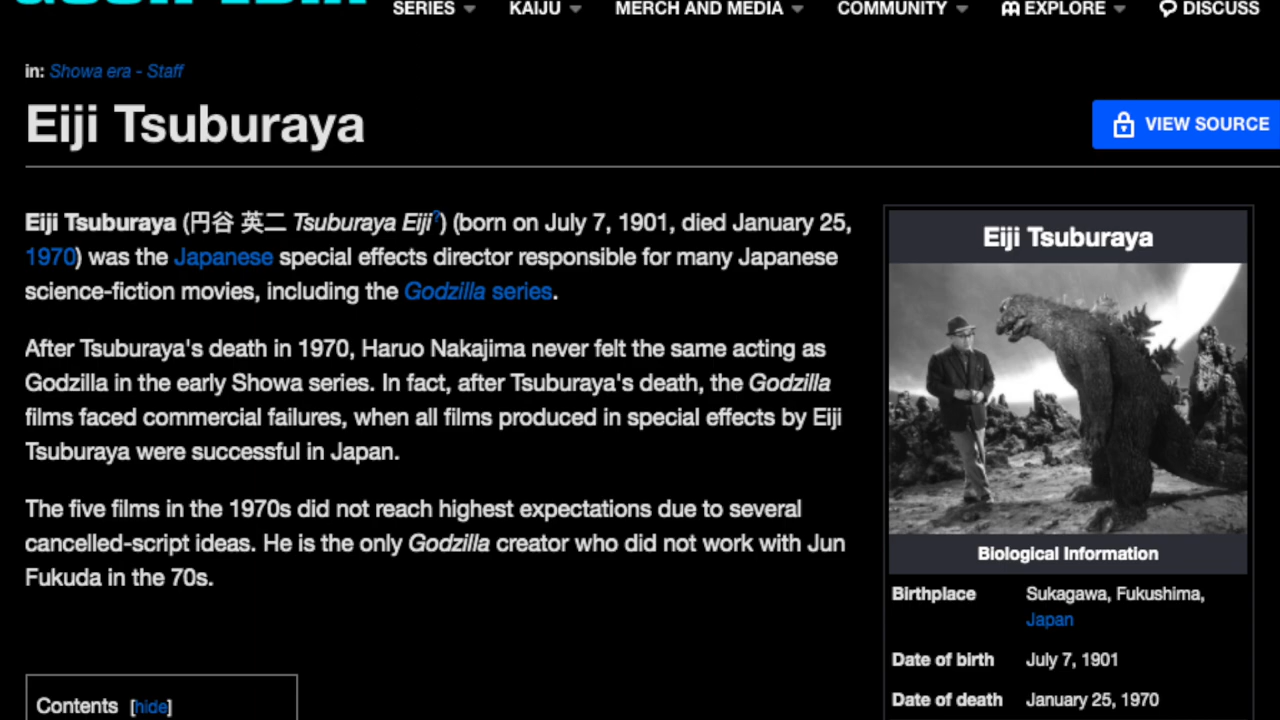 SERIES KAIJU MERCH AND MEDIA COMMUNITY EXPLORE DISCUSS
in: Showa era - Staff
Eiji Tsuburaya
VIEW SOURCE
Eiji Tsuburaya (円谷 英二 Tsuburaya Eiji?) (born on July 7, 1901, died January 25,
1970) was the Japanese special effects director responsible for many Japanese
science-fiction movies, including the Godzilla series.
After Tsuburaya's death in 1970, Haruo Nakajima never felt the same acting as
Godzilla in the early Showa series. In fact, after Tsuburaya's death, the Godzilla
films faced commercial failures, when all films produced in special effects by Eiji
Tsuburaya were successful in Japan.
The five films in the 1970s did not reach highest expectations due to several
cancelled-script ideas. He is the only Godzilla creator who did not work with Jun
Fukuda in the 70s.
Contents [hide]
Eiji Tsuburaya
Biological Information
Birthplace Sukagawa, Fukushima,
Japan
Date of birth July 7, 1901
Date of death January 25, 1970